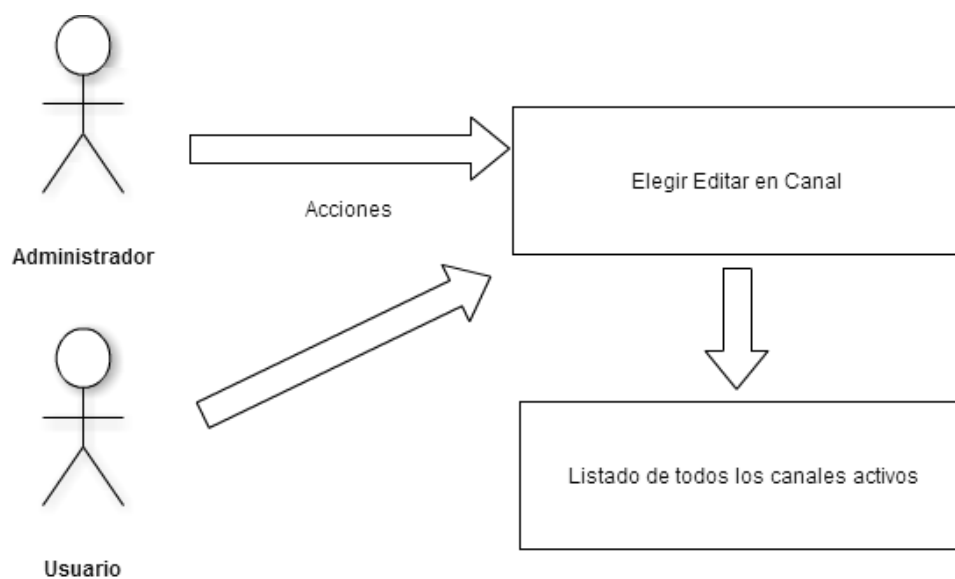 Elegir Editar en Canal
Acciones
Administrador
Listado de todos los canales activos
Usuario